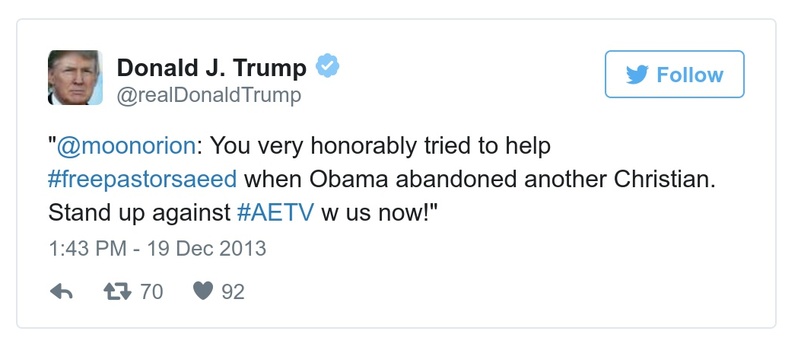 Donald J. Trump
@realDonaldTrump
Follow
"@moonorion: You very honorably tried to help
#freepastorsaeed when Obama abandoned another Christian.
Stand up against #AETV w us now!"
1:43 PM - 19 Dec 2013
70 92